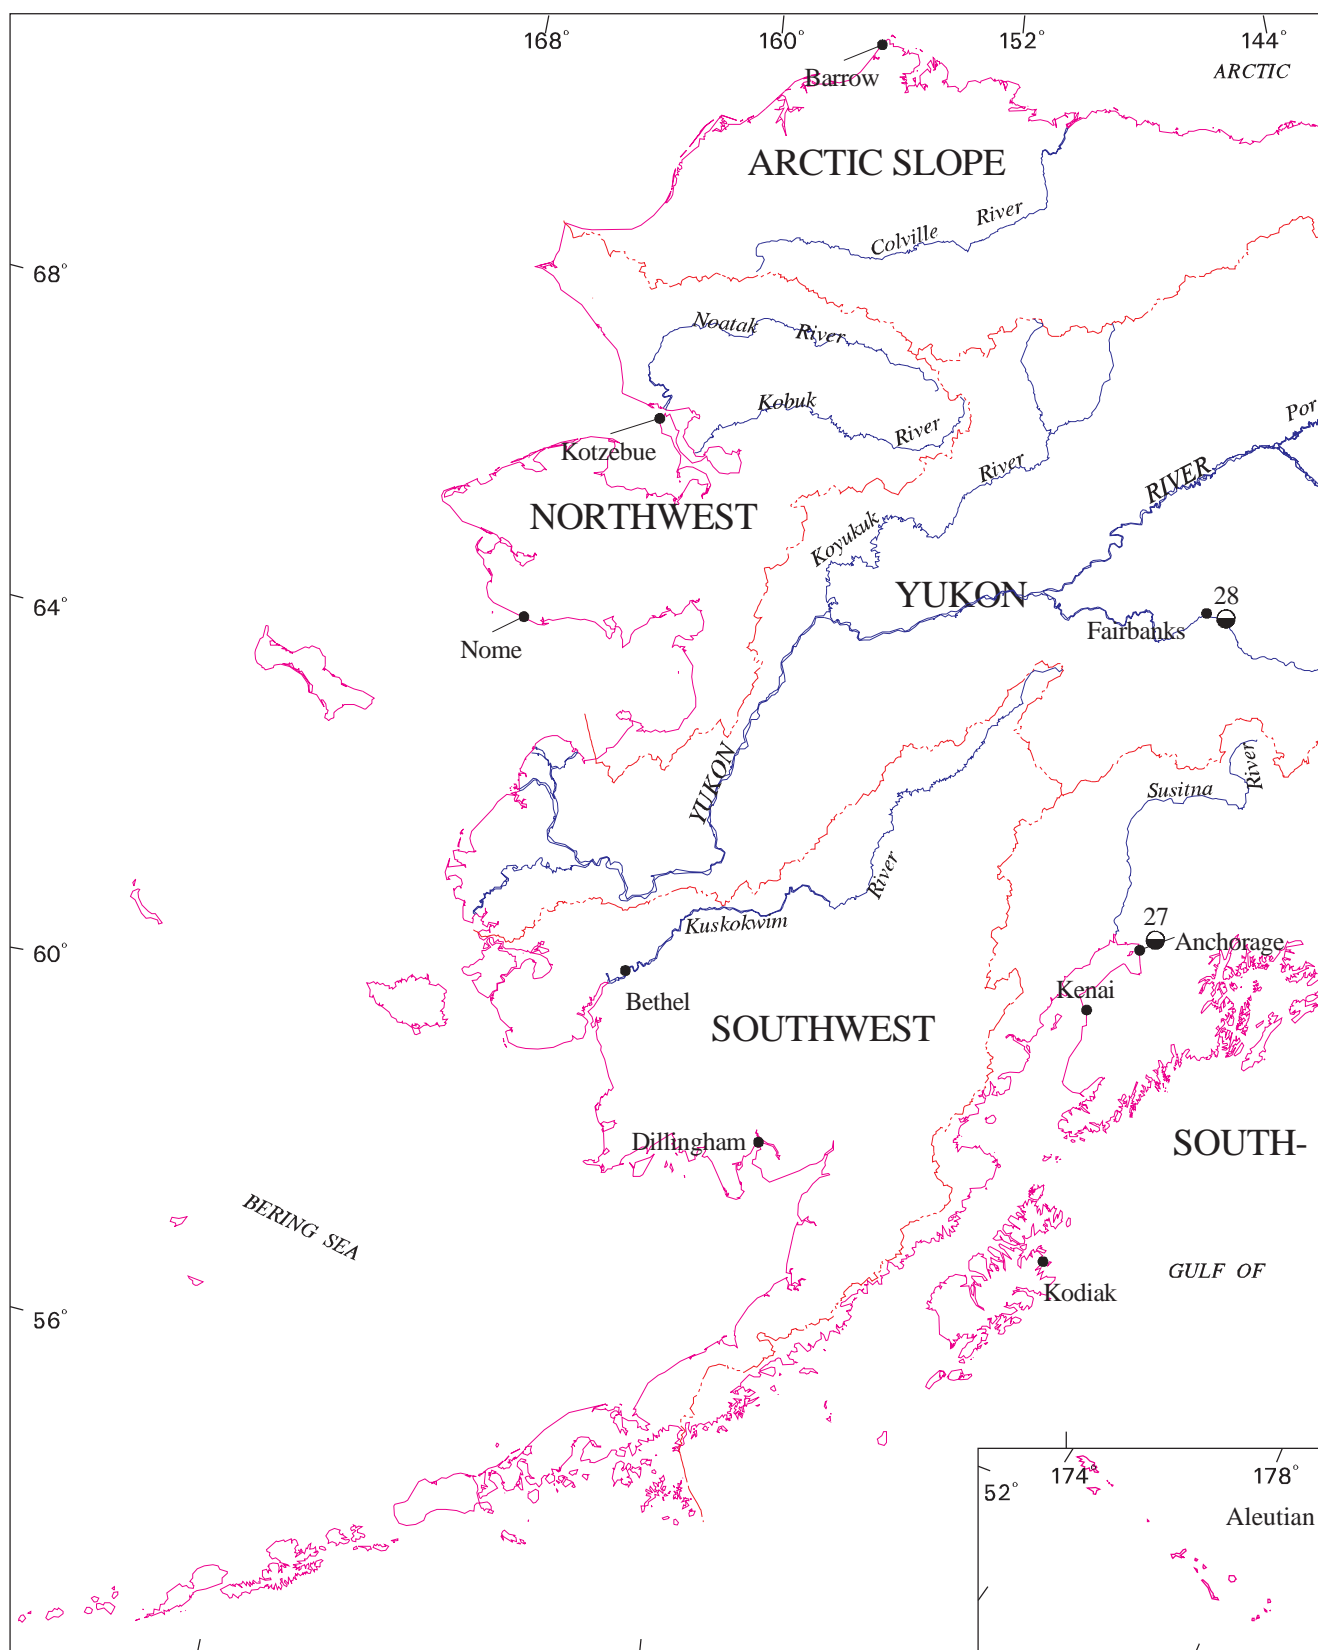 168° 160° 152° 144°
ARCTIC
Barrow
ARCTIC SLOPE
Colville River
68°
Noatak River
Kobuk River
Por
Kotzebue
River
RIVER
NORTHWEST
Koyukuk
YUKON
64°
28
Fairbanks
Nome
YUKON
River
Susitna
River
Kuskokwim
27
60°
Anchorage
Bethel
Kenai
SOUTHWEST
Dillingham
SOUTH-
BERING SEA
GULF OF
Kodiak
56°
174° 178°
52°
Aleutian